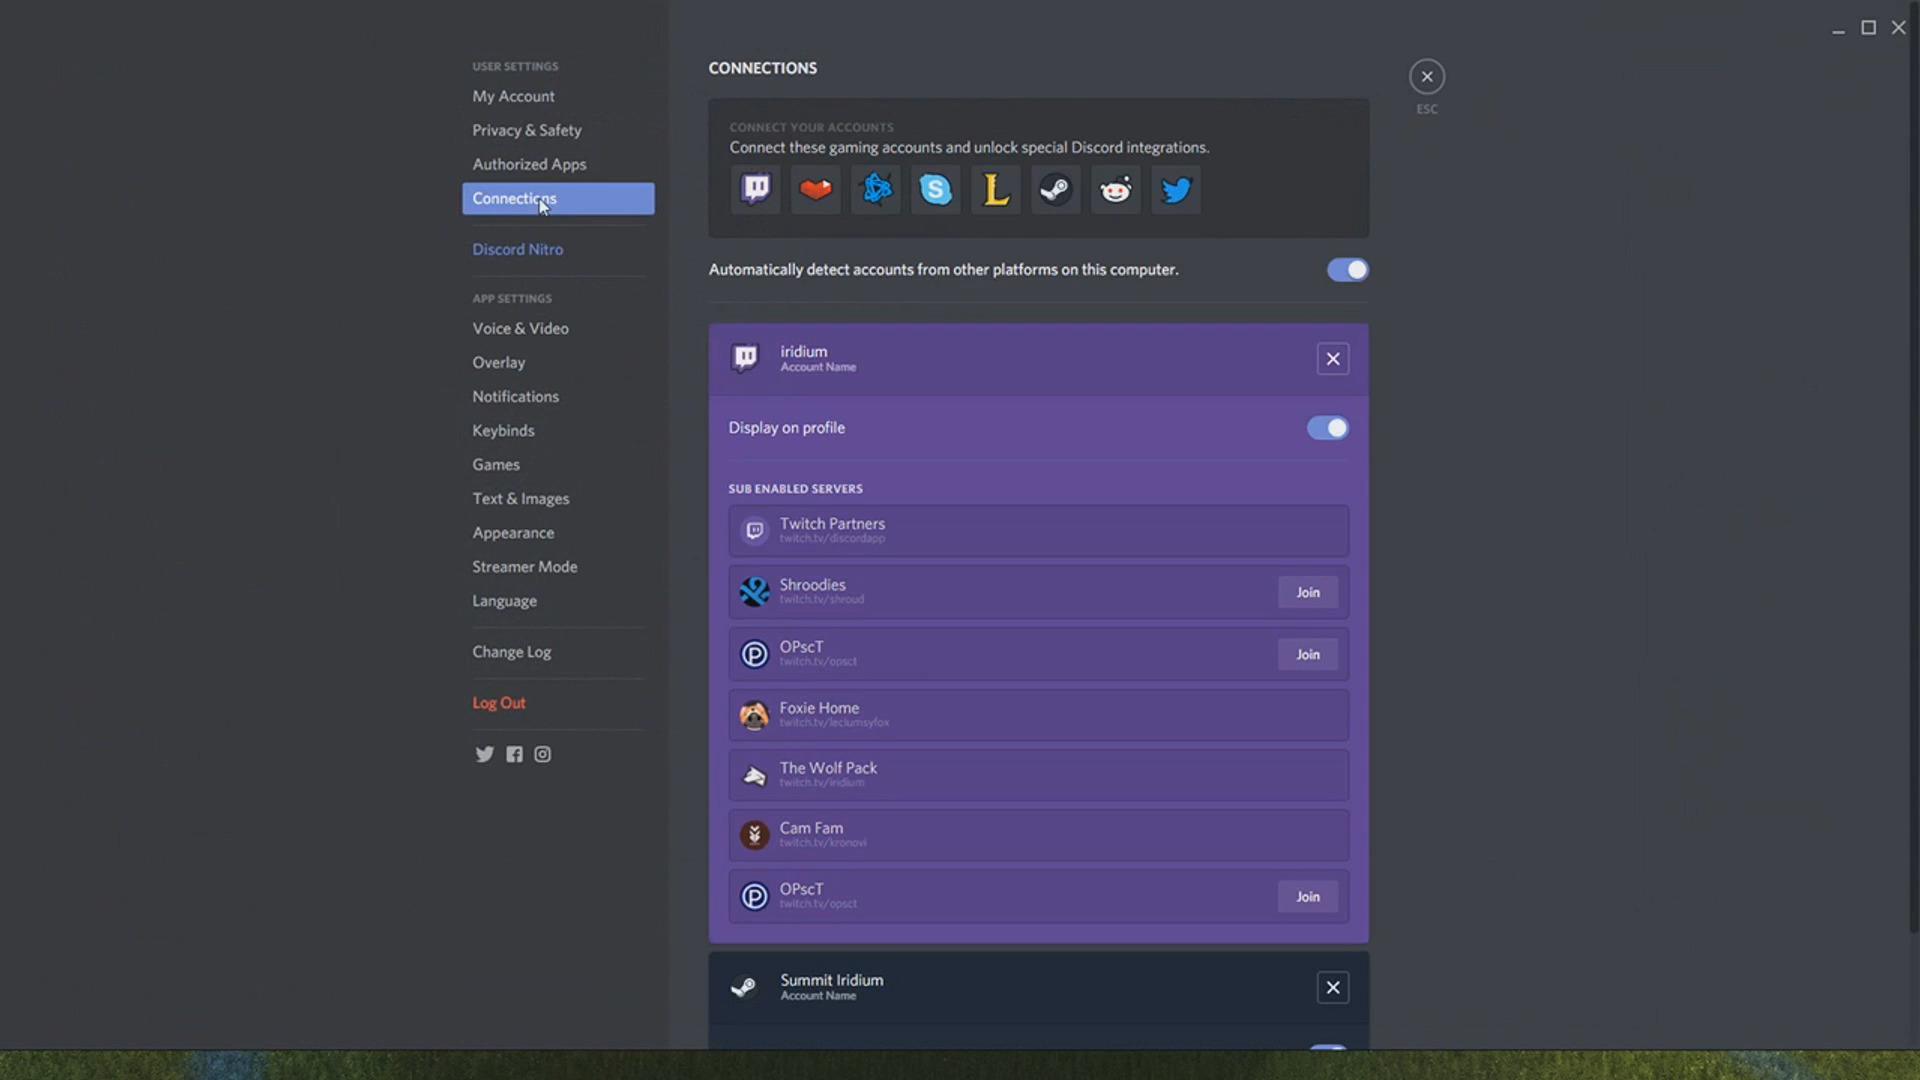 USER SETTINGS
My Account
Privacy & Safety
Authorized Apps
Connections
Discord Nitro
APP SETTINGS
Voice & Video
Overlay
Notifications
Keybinds
Games
Text & Images
Appearance
Streamer Mode
Language
Change Log
Log Out
CONNECTIONS
ESC
CONNECT YOUR ACCOUNTS
Connect these gaming accounts and unlock special Discord integrations.
Automatically detect accounts from other platforms on this computer.
iridium
Account Name
Display on profile
SUB ENABLED SERVERS
Twitch Partners
twitch.tv/discordapp
Shroodies
twitch.tv/shroud
Join
OPscT
twitch.tv/opsct
Join
Foxie Home
twitch.tv/leclumsyfox
The Wolf Pack
twitch.tv/iridium
Cam Fam
twitch.tv/kronovi
OPscT
twitch.tv/opsct
Join
Summit Iridium
Account Name